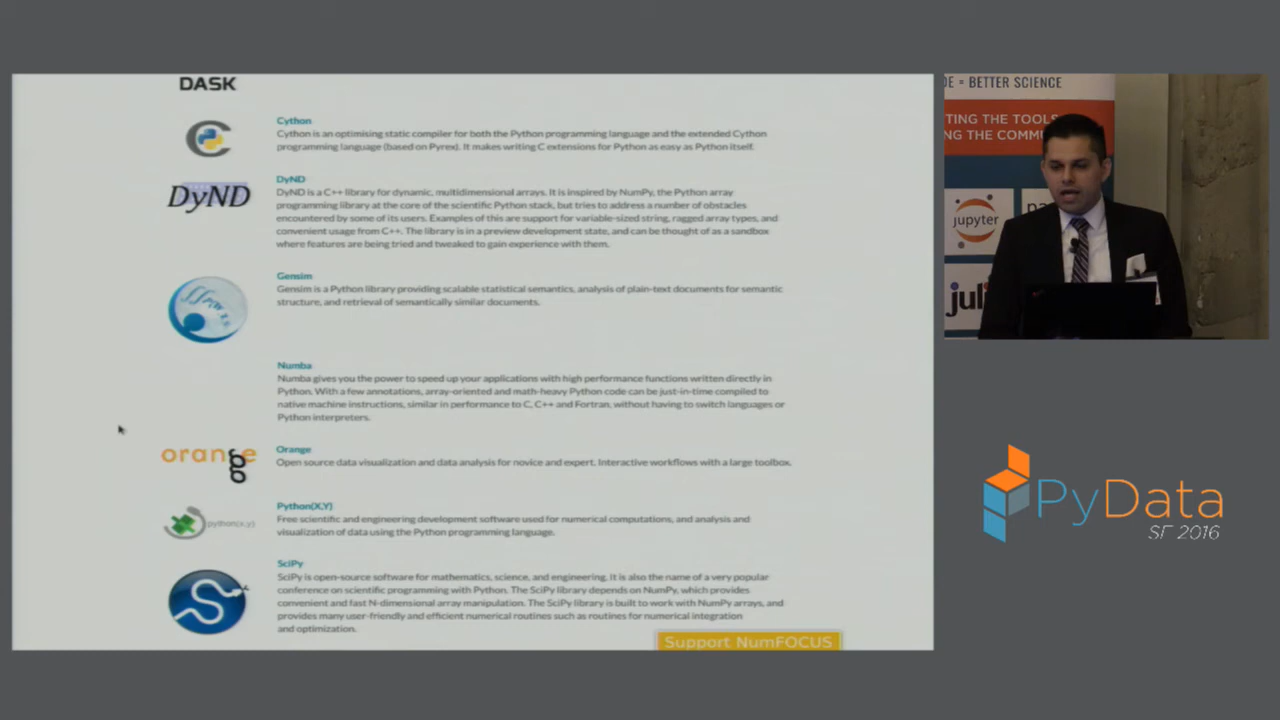 DASK
Cython
Cython is an optimising static compiler for both the Python programming language and the extended Cython
programming language (based on Pyrex). It makes writing C extensions for Python as easy as Python itself.
DyND
DyND
DyND is a C++ library for dynamic, multidimensional arrays. It is inspired by NumPy, the Python array
programming library at the core of the scientific Python stack, but tries to address a number of obstacles
encountered by some of its users. Examples of this are support for variable-sized string, ragged array types, and
convenient usage from C++. The library is in a preview development state, and can be thought of as a sandbox
where features are being tried and tweaked to gain experience with them.
Gensim
Gensim is a Python library providing scalable statistical semantics, analysis of plain-text documents for semantic
structure, and retrieval of semantically similar documents.
Numba
Numba gives you the power to speed up your applications with high performance functions written directly in
Python. With a few annotations, array-oriented and math-heavy Python code can be just-in-time compiled to
native machine instructions, similar in performance to C, C++ and Fortran, without having to switch languages or
Python interpreters.
orange
Orange
Open source data visualization and data analysis for novice and expert. Interactive workflows with a large toolbox.
python(x,y)
Python(X,Y)
Free scientific and engineering development software used for numerical computations, and analysis and
visualization of data using the Python programming language.
SciPy
SciPy is open-source software for mathematics, science, and engineering. It is also the name of a very popular
conference on scientific programming with Python. The SciPy library depends on NumPy, which provides
convenient and fast N-dimensional array manipulation. The SciPy library is built to work with NumPy arrays, and
provides many user-friendly and efficient numerical routines such as routines for numerical integration
and optimization.
Support NumFOCUS
DE = BETTER SCIENCE
TING THE TOOLS
NG THE COMMU
jupyter
pa
juli
PyData
SF 2016